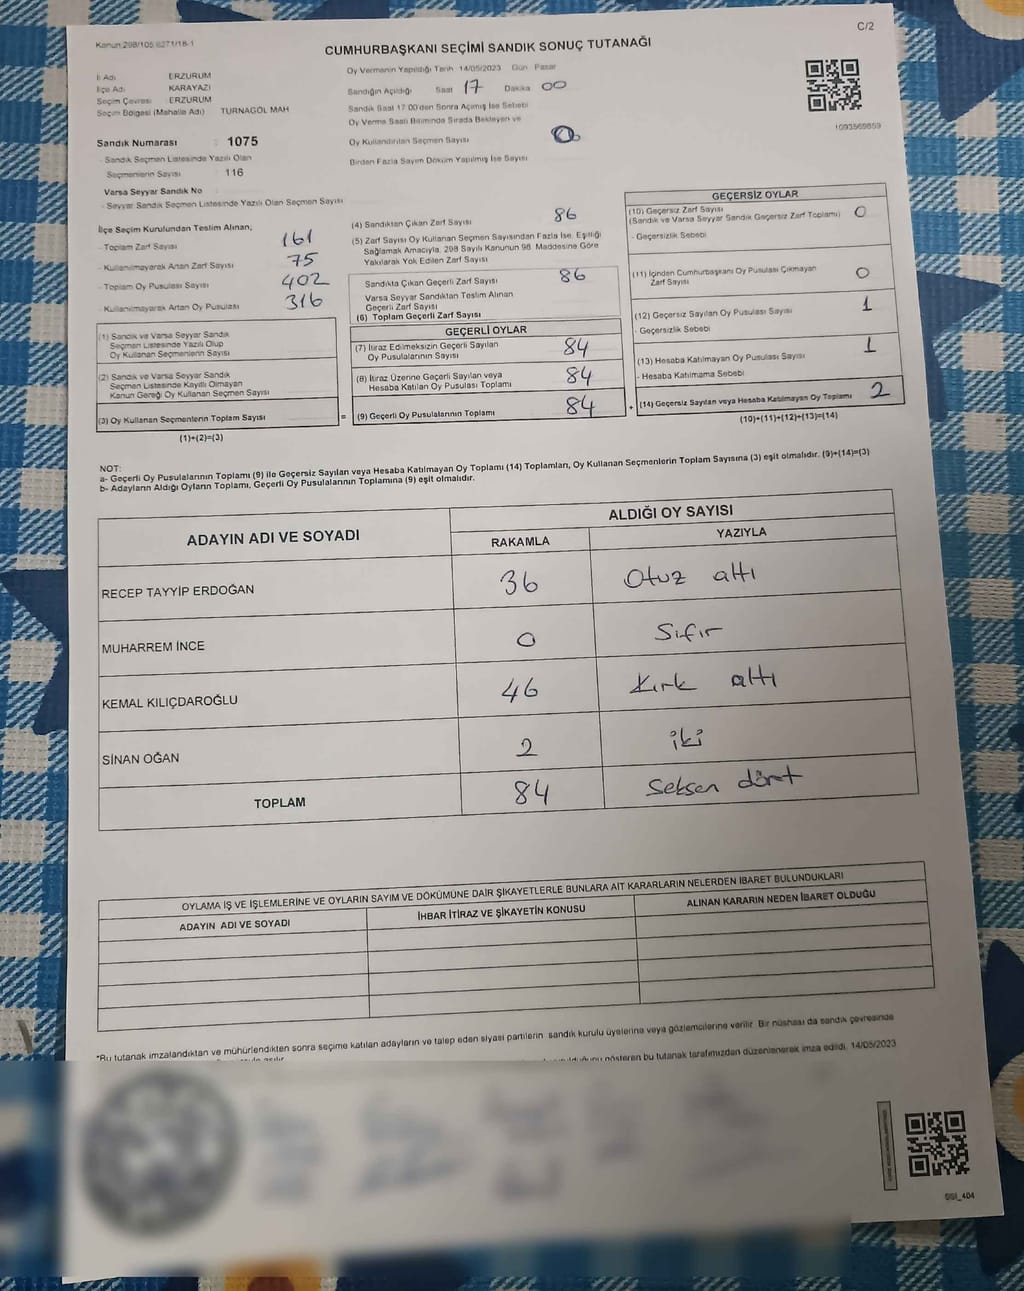 C/2
Kanun:298/105,6271/18-1
CUMHURBAŞKANI SEÇİMİ SANDIK SONUÇ TUTANAĞI
İl Adı ERZURUM
İlçe Adı KARAYAZI
Seçim Çevresi ERZURUM
Seçim Bölgesi (Mahalle Adı) TURNAGÖL MAH
Oy Vermenin Yapıldığı Tarih 14/05/2023 Gün Pazar
Sandığın Açıldığı Saat 17 Dakika 00
Sandık Saat 17.00'den Sonra Açımış İse Sebebi
Oy Verme Saati Bitiminde Sırada Bekleyen ve
Oy Kullandırılan Seçmen Sayısı 0
Birden Fazla Sayım Döküm Yapılmış İse Sayısı
1093569859
Sandık Numarası : 1075
- Sandık Seçmen Listesinde Yazılı Olan
Seçmenlerin Sayısı : 116
Varsa Seyyar Sandık No
- Seyyar Sandık Seçmen Listesinde Yazılı Olan Seçmen Sayısı
İlçe Seçim Kurulundan Teslim Alınan;
- Toplam Zarf Sayısı 161
- Kullanılmayarak Artan Zarf Sayısı 75
- Toplam Oy Pusulası Sayısı 402
- Kullanılmayarak Artan Oy Pusulası 316
(1) Sandık ve Varsa Seyyar Sandık
Seçmen Listesinde Yazılı Olup
Oy Kullanan Seçmenlerin Sayısı
(2) Sandık ve Varsa Seyyar Sandık
Seçmen Listesinde Kayıtlı Olmayan
Kanun Gereği Oy Kullanan Seçmen Sayısı
(3) Oy Kullanan Seçmenlerin Toplam Sayısı
(1)+(2)=(3)
(4) Sandıktan Çıkan Zarf Sayısı 86
(5) Zarf Sayısı Oy Kullanan Seçmen Sayısından Fazla İse, Eşitliği
Sağlamak Amacıyla, 298 Sayılı Kanunun 98. Maddesine Göre
Yakılarak Yok Edilen Zarf Sayısı
Sandıkta Çıkan Geçerli Zarf Sayısı 86
Varsa Seyyar Sandıktan Teslim Alınan
Geçerli Zarf Sayısı
(6) Toplam Geçerli Zarf Sayısı
GEÇERLİ OYLAR
(7) İtiraz Edilmeksizin Geçerli Sayılan
Oy Pusulalarının Sayısı 84
(8) İtiraz Üzerine Geçerli Sayılan veya
Hesaba Katılan Oy Pusulası Toplamı 84
= (9) Geçerli Oy Pusulalarının Toplamı 84
GEÇERSİZ OYLAR
(10) Geçersiz Zarf Sayısı
(Sandık ve Varsa Seyyar Sandık Geçersiz Zarf Toplamı) 0
- Geçersizlik Sebebi
(11) İçinden Cumhurbaşkanı Oy Pusulası Çıkmayan
Zarf Sayısı 0
(12) Geçersiz Sayılan Oy Pusulası Sayısı 1
- Geçersizlik Sebebi
(13) Hesaba Katılmayan Oy Pusulası Sayısı 1
- Hesaba Katılmama Sebebi
+ (14) Geçersiz Sayılan veya Hesaba Katılmayan Oy Toplamı 2
(10)+(11)+(12)+(13)=(14)
NOT:
a- Geçerli Oy Pusulalarının Toplamı (9) ile Geçersiz Sayılan veya Hesaba Katılmayan Oy Toplamı (14) Toplamları, Oy Kullanan Seçmenlerin Toplam Sayısına (3) eşit olmalıdır. (9)+(14)=(3)
b- Adayların Aldığı Oyların Toplamı, Geçerli Oy Pusulalarının Toplamına (9) eşit olmalıdır.
ADAYIN ADI VE SOYADI ALDIĞI OY SAYISI
RAKAMLA YAZIYLA
RECEP TAYYİP ERDOĞAN 36 Otuz altı
MUHARREM İNCE 0 Sıfır
KEMAL KILIÇDAROĞLU 46 Kırk altı
SİNAN OĞAN 2 iki
TOPLAM 84 Seksen dört
OYLAMA İŞ VE İŞLEMLERİNE VE OYLARIN SAYIM VE DÖKÜMÜNE DAİR ŞİKAYETLERLE BUNLARA AİT KARARLARIN NELERDEN İBARET BULUNDUKLARI
ADAYIN ADI VE SOYADI İHBAR İTİRAZ VE ŞİKAYETİN KONUSU ALINAN KARARIN NEDEN İBARET OLDUĞU
*Bu tutanak imzalandıktan ve mühürlendikten sonra seçime katılan adayların ve talep eden siyasi partilerin sandık kurulu üyelerine veya gözlemcilerine verilir. Bir nüshası da sandık çevresinde
gösteren bu tutanak tarafımızdan düzenlenerek imza edildi. 14/05/2023
SSI_404